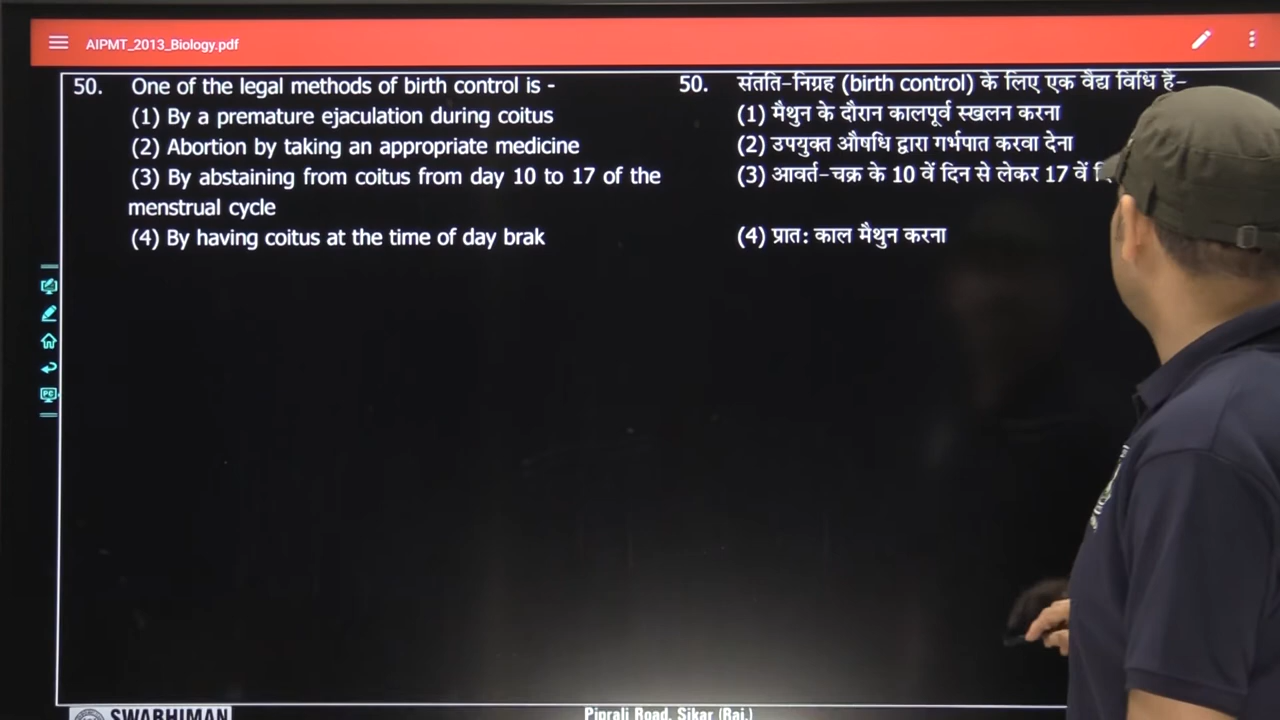 AIPMT_2013_Biology.pdf
50. One of the legal methods of birth control is -
(1) By a premature ejaculation during coitus
(2) Abortion by taking an appropriate medicine
(3) By abstaining from coitus from day 10 to 17 of the
menstrual cycle
(4) By having coitus at the time of day brak
50. संतति-निग्रह (birth control) के लिए एक वैद्य विधि है-
(1) मैथुन के दौरान कालपूर्व स्खलन करना
(2) उपयुक्त औषधि द्वारा गर्भपात करवा देना
(3) आवर्त-चक्र के 10 वें दिन से लेकर 17 वें
(4) प्रात: काल मैथुन करना
PC
SWABHIMAN
Piprali Road, Sikar (Raj.)